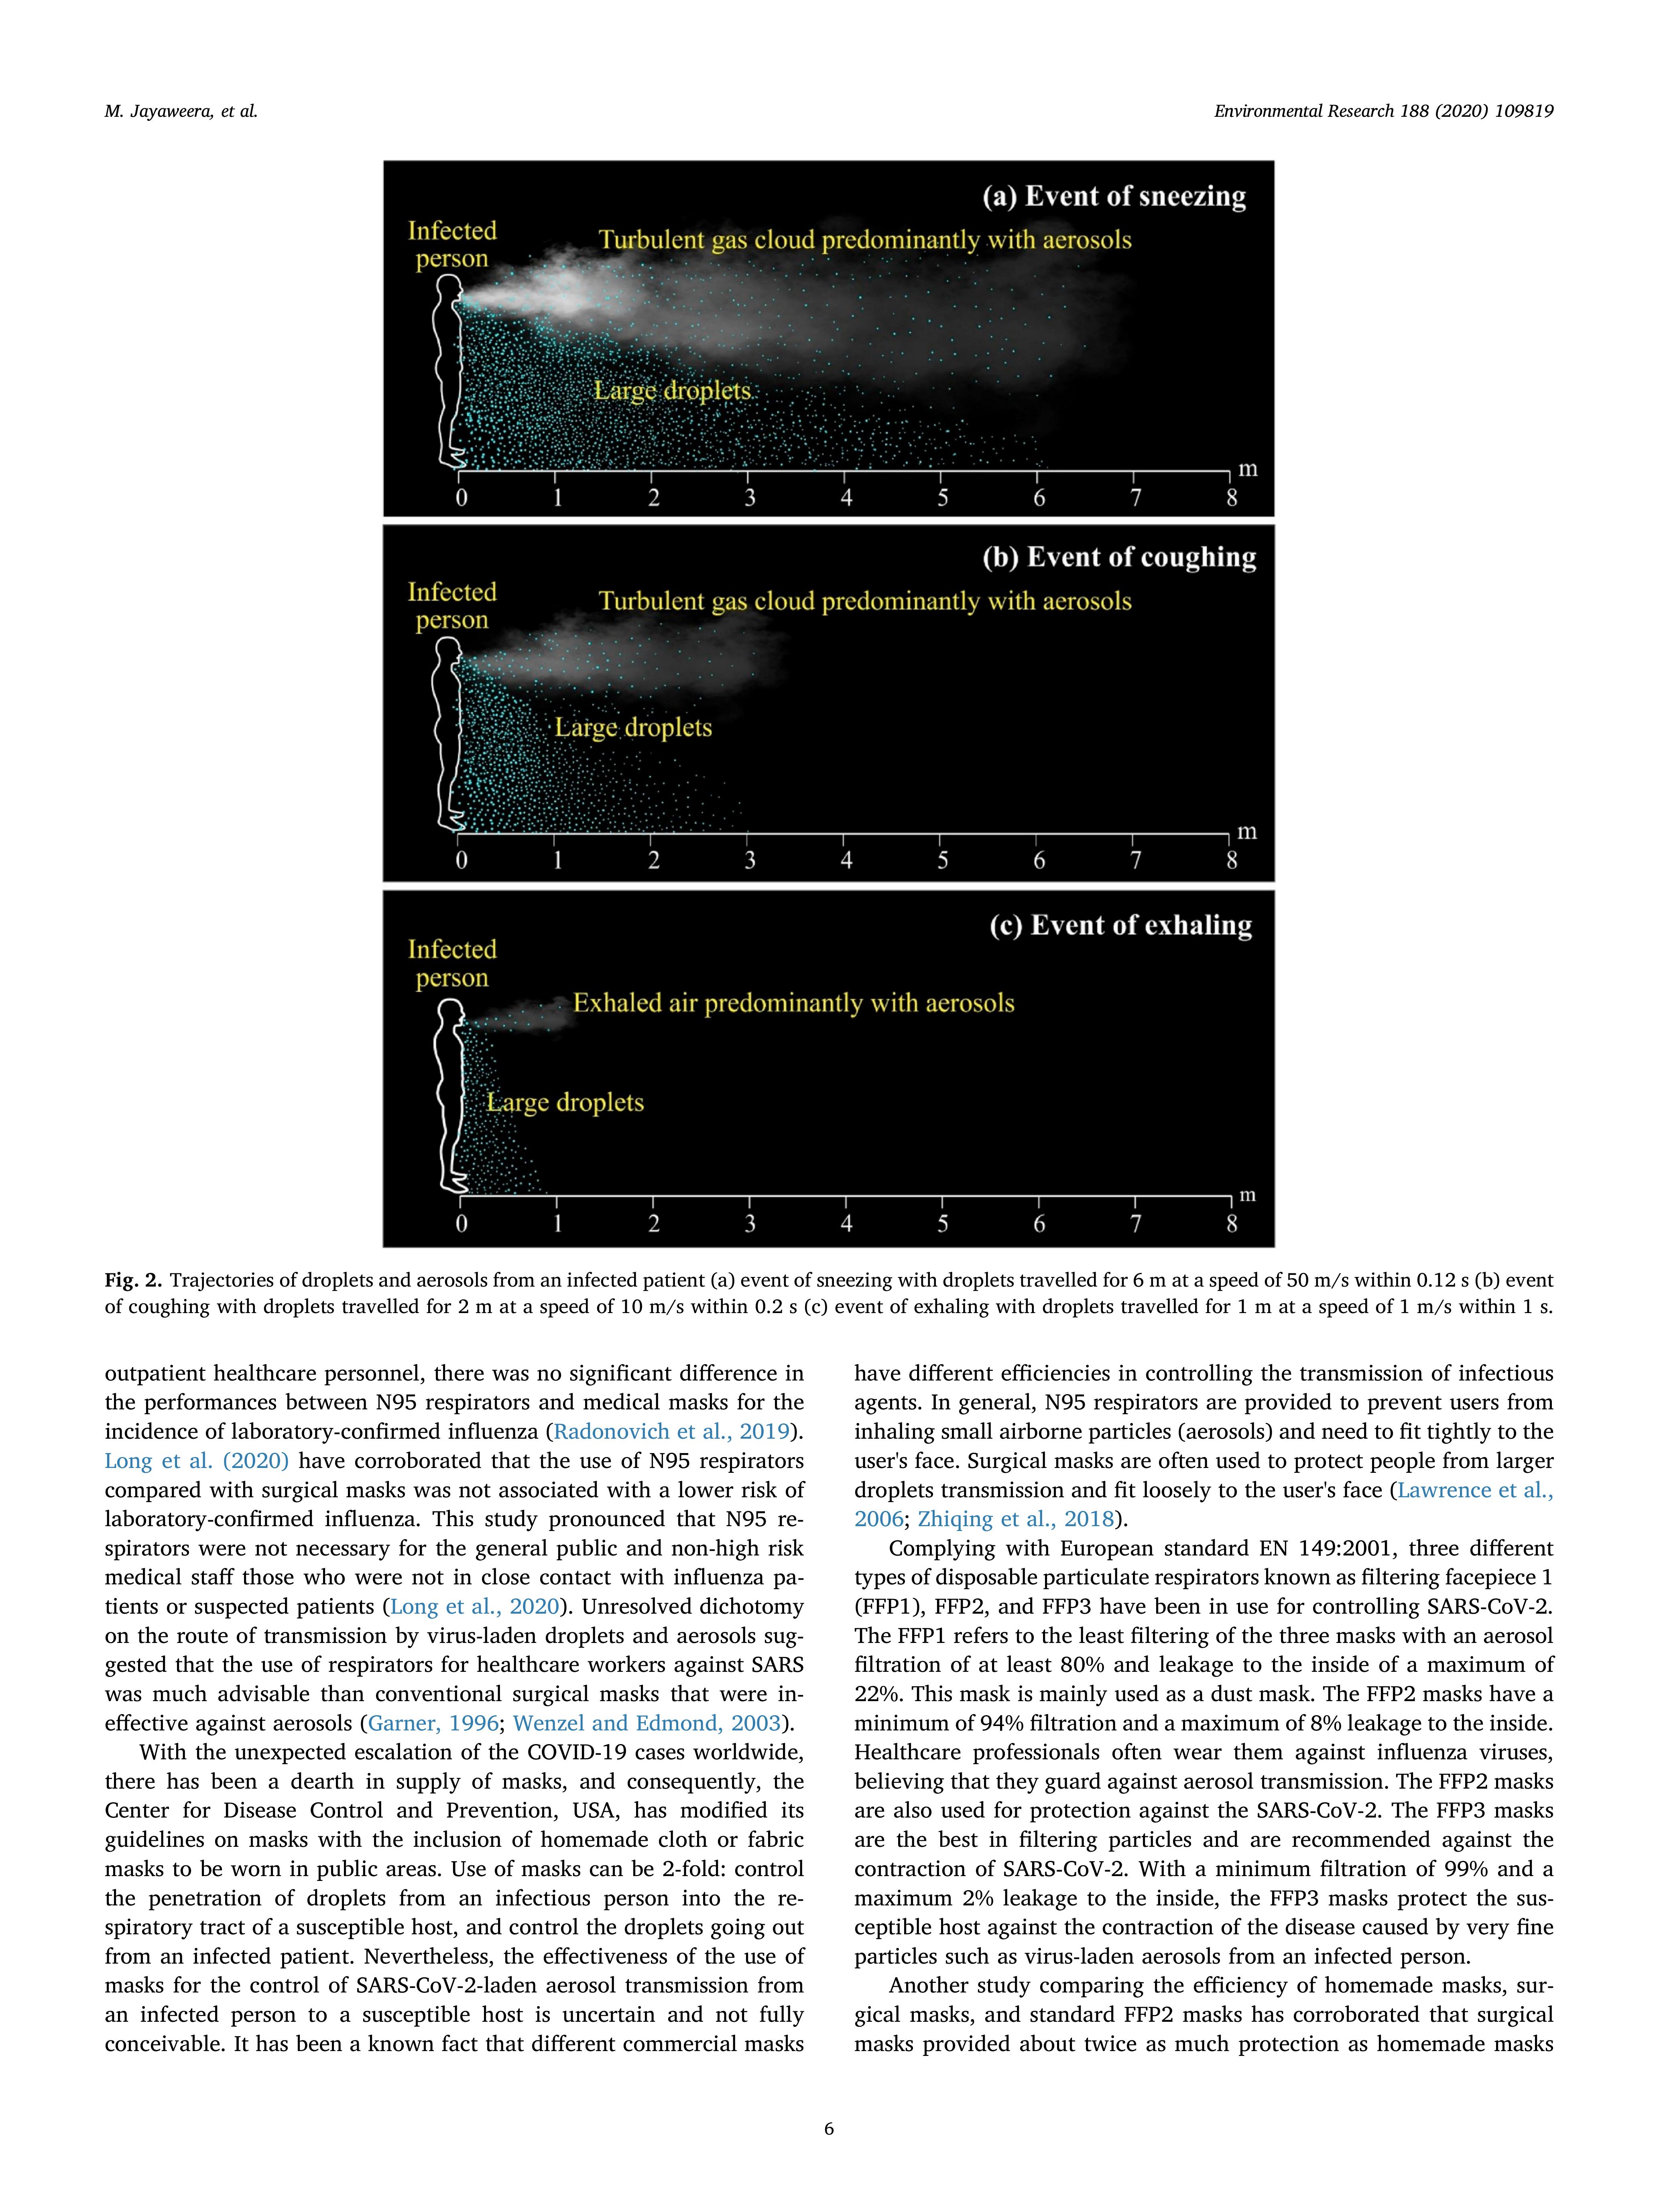 M. Jayaweera, et al.
Environmental Research 188 (2020) 109819
(a) Event of sneezing
Infected
person
Turbulent gas cloud predominantly with aerosols
Large droplets
m
0 1 2 3 4 5 6 7 8
(b) Event of coughing
Infected
person
Turbulent gas cloud predominantly with aerosols
Large droplets
m
0 1 2 3 4 5 6 7 8
(c) Event of exhaling
Infected
person
Exhaled air predominantly with aerosols
Large droplets
m
0 1 2 3 4 5 6 7 8
Fig. 2. Trajectories of droplets and aerosols from an infected patient (a) event of sneezing with droplets travelled for 6 m at a speed of 50 m/s within 0.12 s (b) event
of coughing with droplets travelled for 2 m at a speed of 10 m/s within 0.2 s (c) event of exhaling with droplets travelled for 1 m at a speed of 1 m/s within 1 s.
outpatient healthcare personnel, there was no significant difference in
the performances between N95 respirators and medical masks for the
incidence of laboratory-confirmed influenza (Radonovich et al., 2019).
Long et al. (2020) have corroborated that the use of N95 respirators
compared with surgical masks was not associated with a lower risk of
laboratory-confirmed influenza. This study pronounced that N95 re-
spirators were not necessary for the general public and non-high risk
medical staff those who were not in close contact with influenza pa-
tients or suspected patients (Long et al., 2020). Unresolved dichotomy
on the route of transmission by virus-laden droplets and aerosols sug-
gested that the use of respirators for healthcare workers against SARS
was much advisable than conventional surgical masks that were in-
effective against aerosols (Garner, 1996; Wenzel and Edmond, 2003).
With the unexpected escalation of the COVID-19 cases worldwide,
there has been a dearth in supply of masks, and consequently, the
Center for Disease Control and Prevention, USA, has modified its
guidelines on masks with the inclusion of homemade cloth or fabric
masks to be worn in public areas. Use of masks can be 2-fold: control
the penetration of droplets from an infectious person into the re-
spiratory tract of a susceptible host, and control the droplets going out
from an infected patient. Nevertheless, the effectiveness of the use of
masks for the control of SARS-CoV-2-laden aerosol transmission from
an infected person to a susceptible host is uncertain and not fully
conceivable. It has been a known fact that different commercial masks
have different efficiencies in controlling the transmission of infectious
agents. In general, N95 respirators are provided to prevent users from
inhaling small airborne particles (aerosols) and need to fit tightly to the
user's face. Surgical masks are often used to protect people from larger
droplets transmission and fit loosely to the user's face (Lawrence et al.,
2006; Zhiqing et al., 2018).
Complying with European standard EN 149:2001, three different
types of disposable particulate respirators known as filtering facepiece 1
(FFP1), FFP2, and FFP3 have been in use for controlling SARS-CoV-2.
The FFP1 refers to the least filtering of the three masks with an aerosol
filtration of at least 80% and leakage to the inside of a maximum of
22%. This mask is mainly used as a dust mask. The FFP2 masks have a
minimum of 94% filtration and a maximum of 8% leakage to the inside.
Healthcare professionals often wear them against influenza viruses,
believing that they guard against aerosol transmission. The FFP2 masks
are also used for protection against the SARS-CoV-2. The FFP3 masks
are the best in filtering particles and are recommended against the
contraction of SARS-CoV-2. With a minimum filtration of 99% and a
maximum 2% leakage to the inside, the FFP3 masks protect the sus-
ceptible host against the contraction of the disease caused by very fine
particles such as virus-laden aerosols from an infected person.
Another study comparing the efficiency of homemade masks, sur-
gical masks, and standard FFP2 masks has corroborated that surgical
masks provided about twice as much protection as homemade masks
6